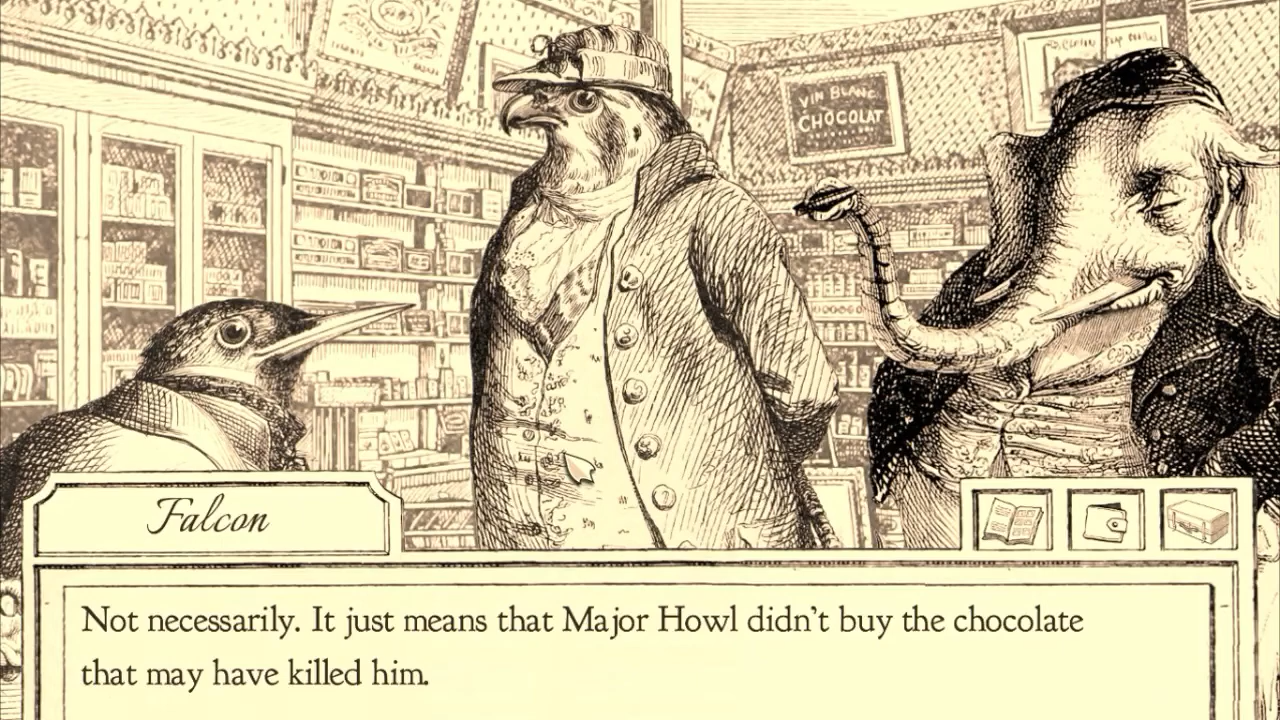 VIN BLANC
CHOCOLAT
Falcon
Not necessarily. It just means that Major Howl didn't buy the chocolate
that may have killed him.